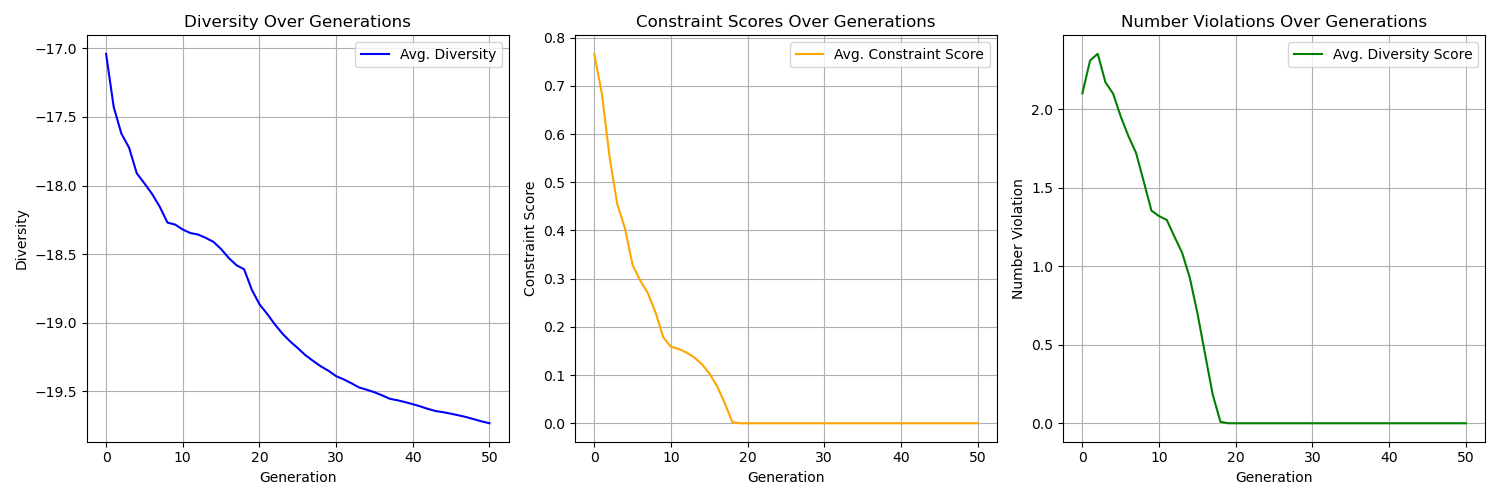 Diversity Over Generations
Avg. Diversity
−17.0
−17.5
−18.0
−18.5
−19.0
−19.5
Diversity
0 10 20 30 40 50
Generation
Constraint Scores Over Generations
Avg. Constraint Score
0.8
0.7
0.6
0.5
0.4
0.3
0.2
0.1
0.0
Constraint Score
0 10 20 30 40 50
Generation
Number Violations Over Generations
Avg. Diversity Score
2.0
1.5
1.0
0.5
0.0
Number Violation
0 10 20 30 40 50
Generation